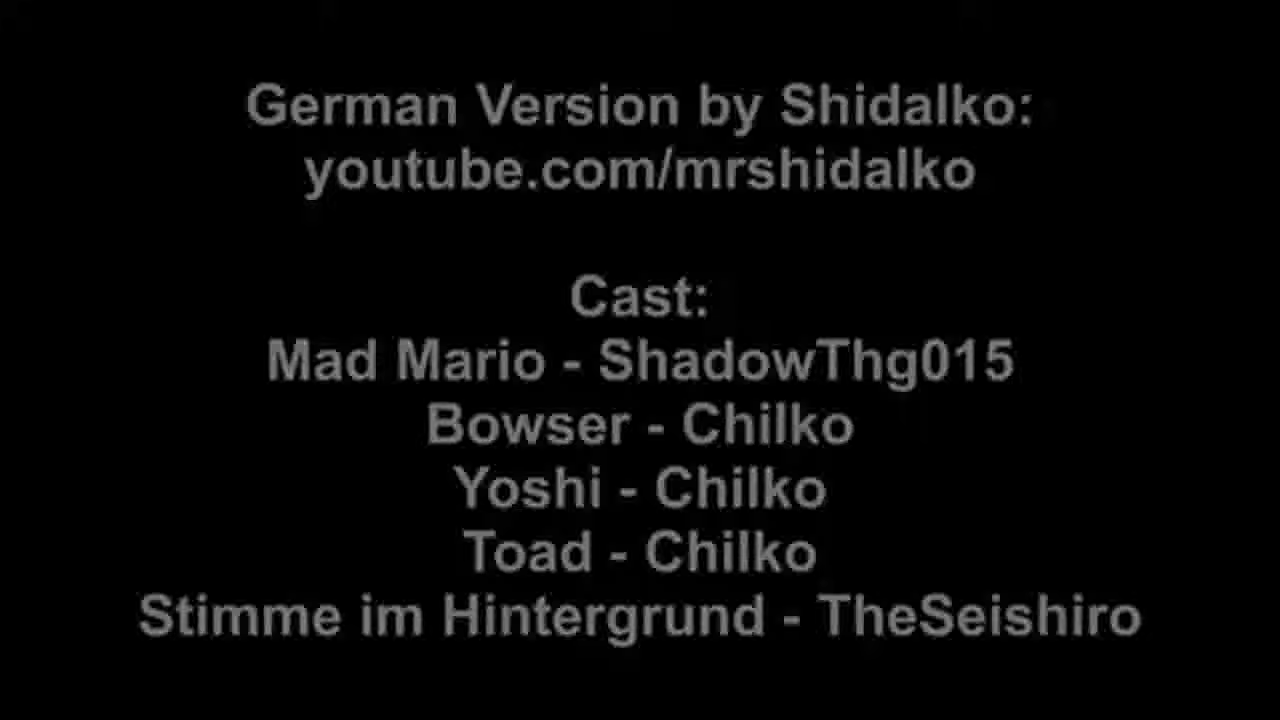 German Version by Shidalko:
youtube.com/mrshidalko
Cast:
Mad Mario - ShadowThg015
Bowser - Chilko
Yoshi - Chilko
Toad - Chilko
Stimme im Hintergrund - TheSeishiro